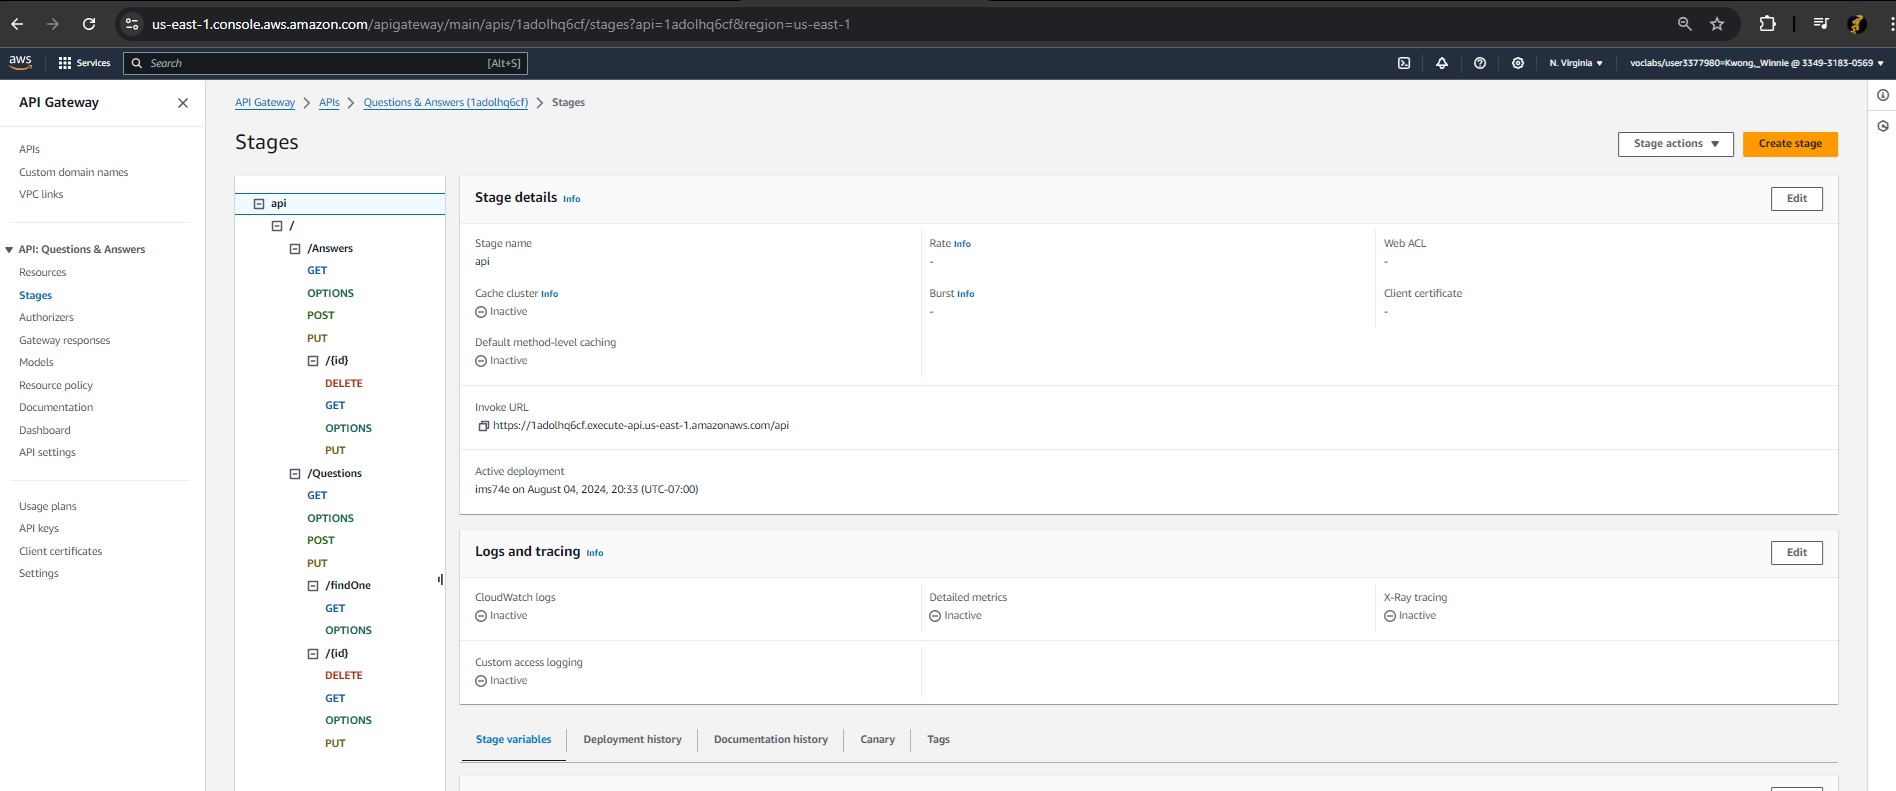 us-east-1.console.aws.amazon.com/apigateway/main/apis/1adolhq6cf/stages?api=1adolhq6cf&region=us-east-1
aws
Services
Search
[Alt+S]
N. Virginia
voclabs/user3377980=Kwong,_Winnie @ 3349-3183-0569
API Gateway
APIs
Custom domain names
VPC links
API: Questions & Answers
Resources
Stages
Authorizers
Gateway responses
Models
Resource policy
Documentation
Dashboard
API settings
Usage plans
API keys
Client certificates
Settings
API Gateway > APIs > Questions & Answers (1adolhq6cf) > Stages
Stages
Stage actions
Create stage
api
/
/Answers
GET
OPTIONS
POST
PUT
/{id}
DELETE
GET
OPTIONS
PUT
/Questions
GET
OPTIONS
POST
PUT
/findOne
GET
OPTIONS
/{id}
DELETE
GET
OPTIONS
PUT
Stage details Info
Edit
Stage name
api
Rate Info
-
Web ACL
-
Cache cluster Info
Inactive
Burst Info
-
Client certificate
-
Default method-level caching
Inactive
Invoke URL
https://1adolhq6cf.execute-api.us-east-1.amazonaws.com/api
Active deployment
ims74e on August 04, 2024, 20:33 (UTC-07:00)
Logs and tracing Info
Edit
CloudWatch logs
Inactive
Detailed metrics
Inactive
X-Ray tracing
Inactive
Custom access logging
Inactive
Stage variables
Deployment history
Documentation history
Canary
Tags